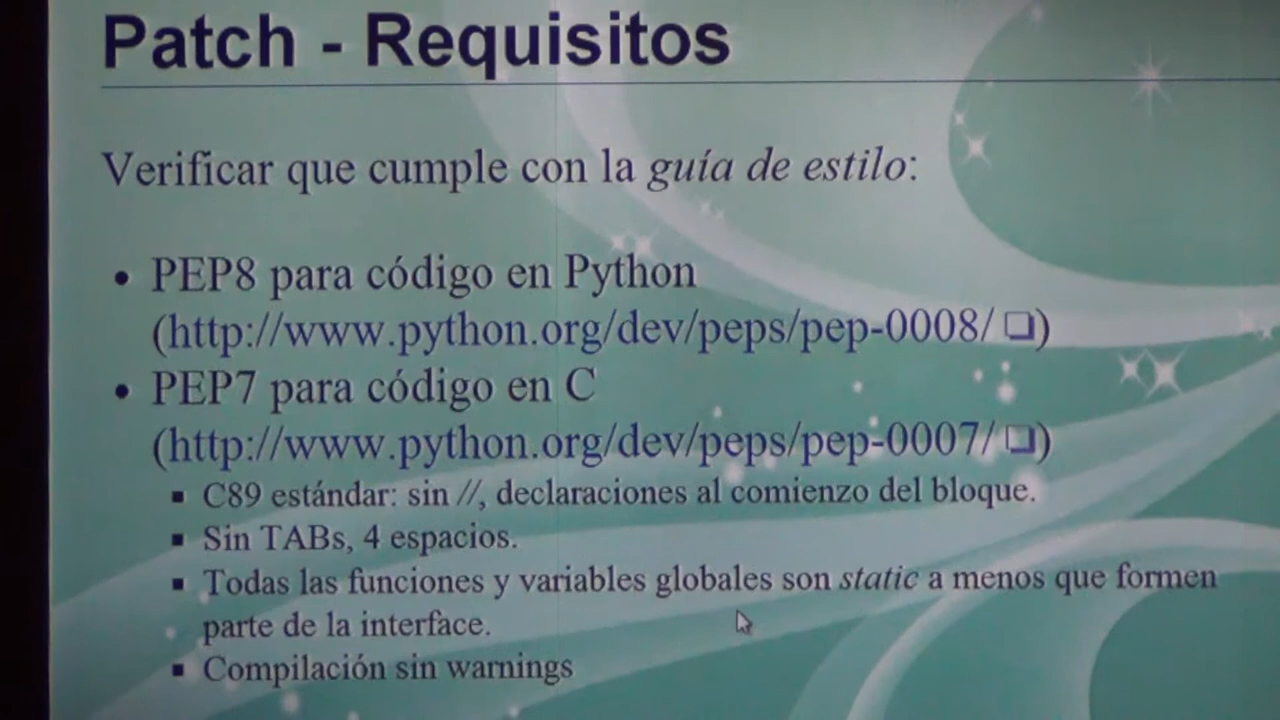 Patch - Requisitos
Verificar que cumple con la guía de estilo:
• PEP8 para código en Python
(http://www.python.org/dev/peps/pep-0008/ ❏)
• PEP7 para código en C
(http://www.python.org/dev/peps/pep-0007/ ❏)
▪ C89 estándar: sin //, declaraciones al comienzo del bloque.
▪ Sin TABs, 4 espacios.
▪ Todas las funciones y variables globales son static a menos que formen
parte de la interface.
▪ Compilación sin warnings